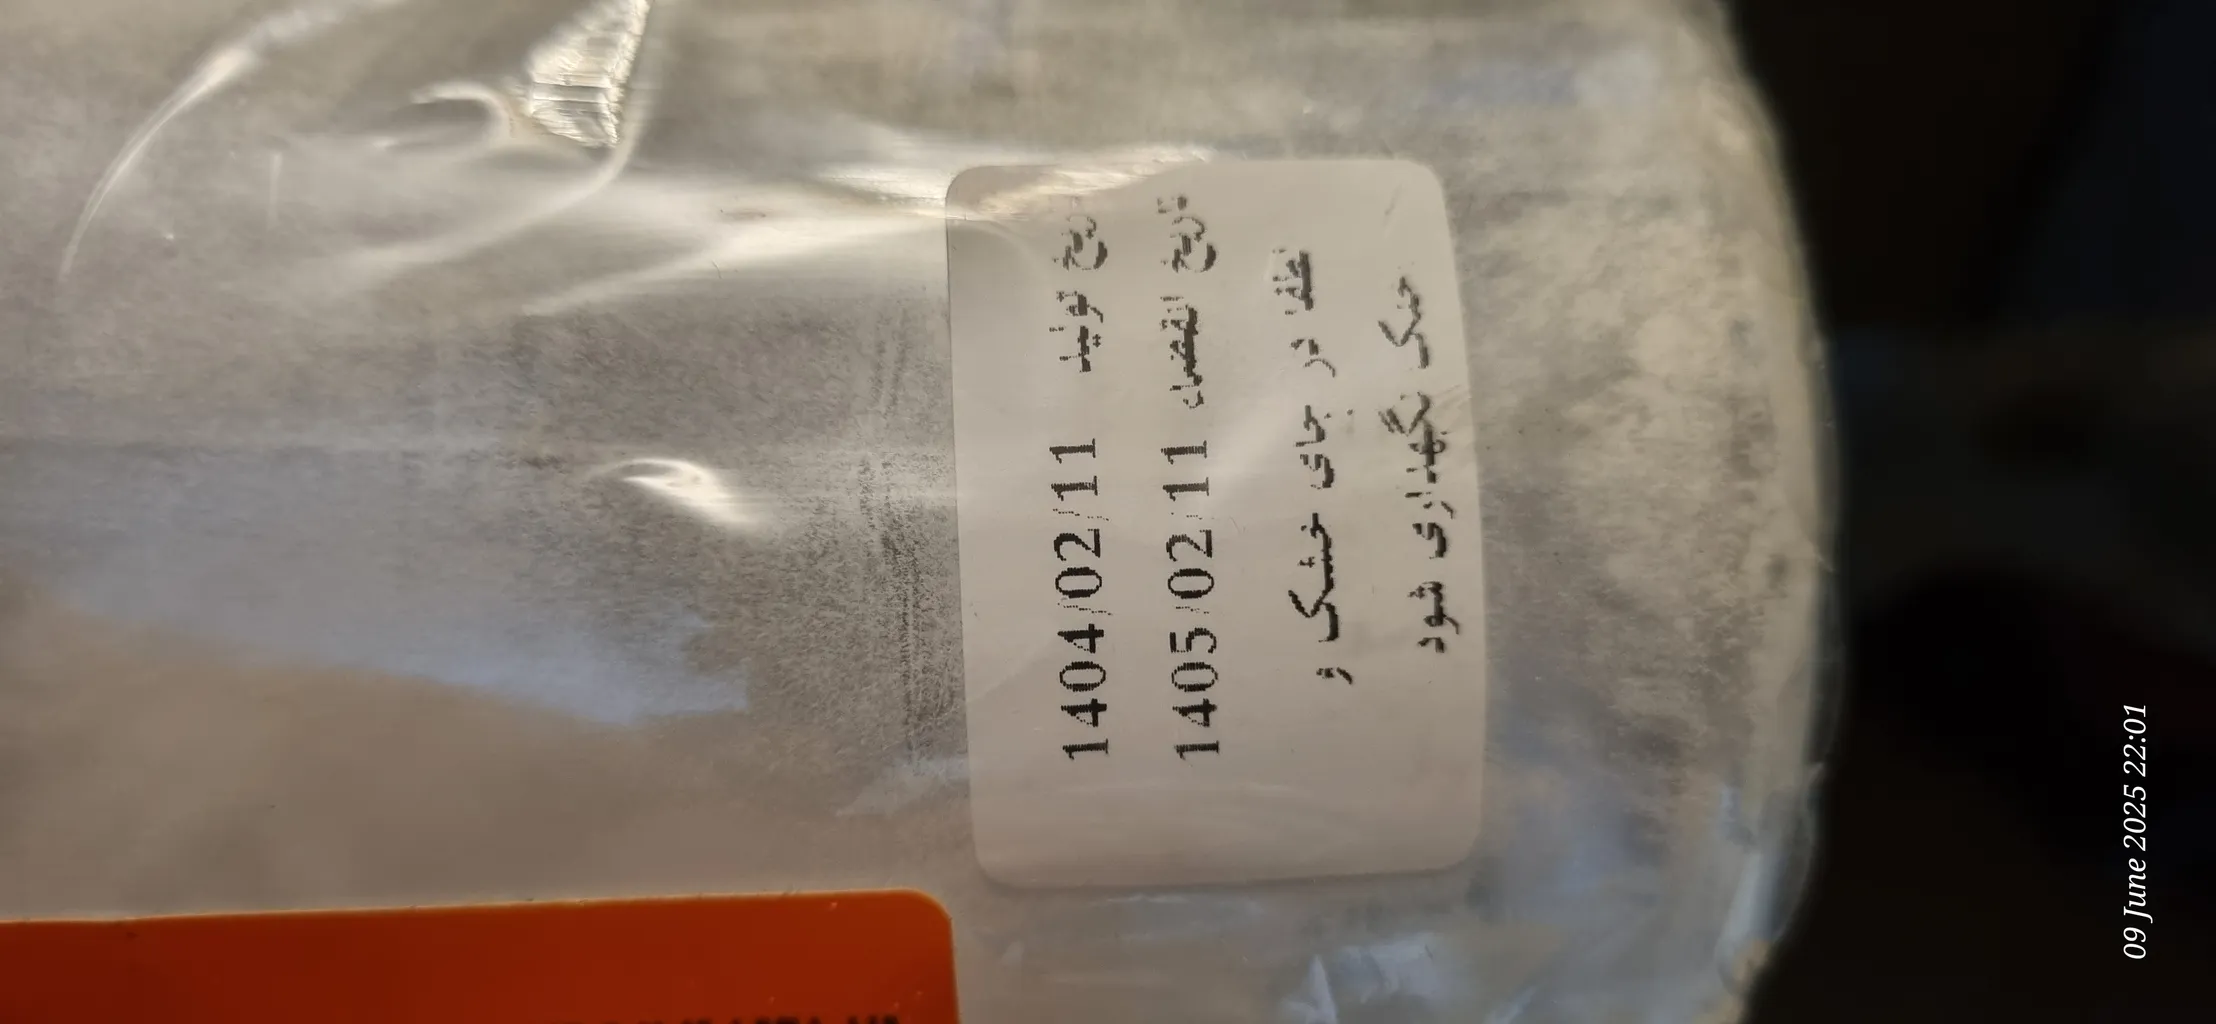 تاریخ تولید 1404/02/11
تاریخ انقضاء 1405/02/11
لطفا در جای خشک و
خنک نگهداری شود
09 June 2025 22:01